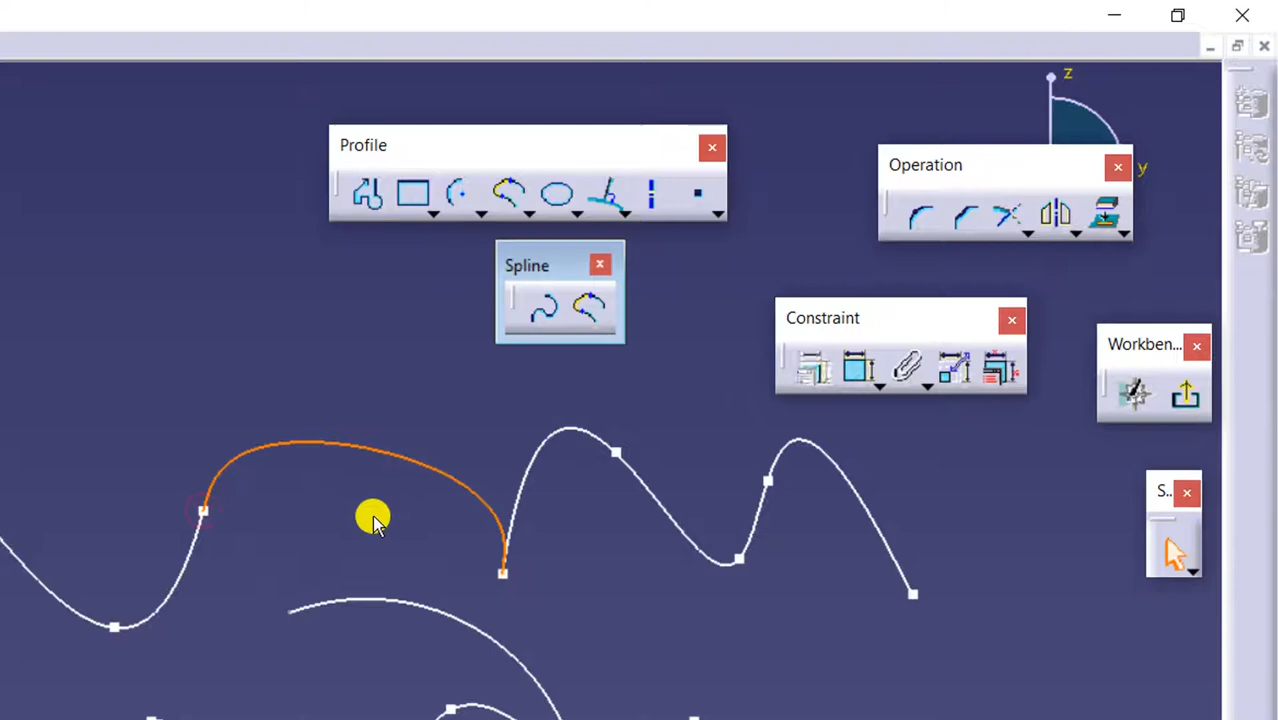 z
Profile
Operation
y
Spline
Constraint
Workben...
S..